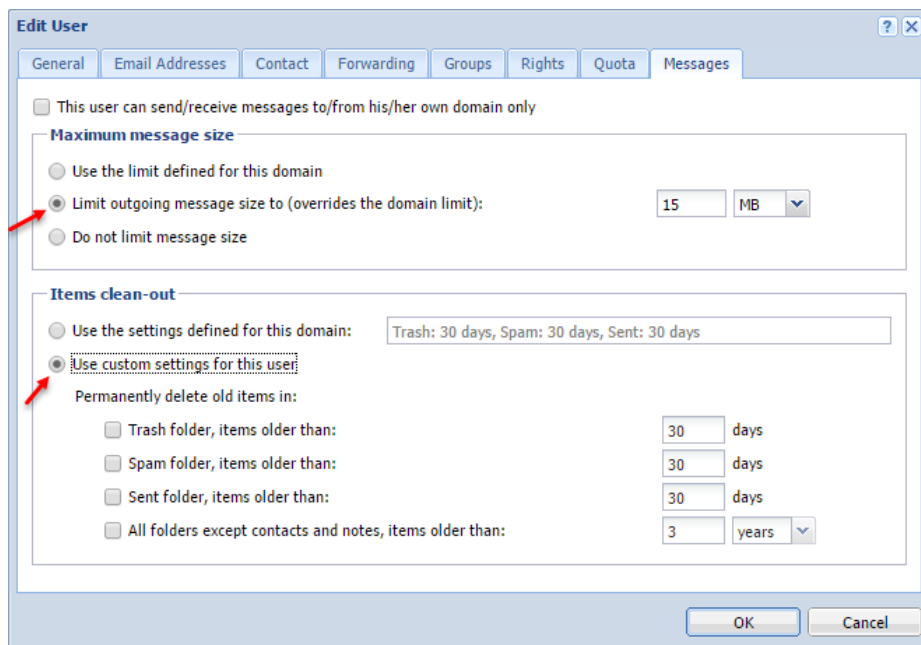 Edit User
?
General Email Addresses Contact Forwarding Groups Rights Quota Messages
This user can send/receive messages to/from his/her own domain only
Maximum message size
Use the limit defined for this domain
Limit outgoing message size to (overrides the domain limit): 15 MB
Do not limit message size
Items clean-out
Use the settings defined for this domain: Trash: 30 days, Spam: 30 days, Sent: 30 days
Use custom settings for this user
Permanently delete old items in:
Trash folder, items older than: 30 days
Spam folder, items older than: 30 days
Sent folder, items older than: 30 days
All folders except contacts and notes, items older than: 3 years
OK Cancel